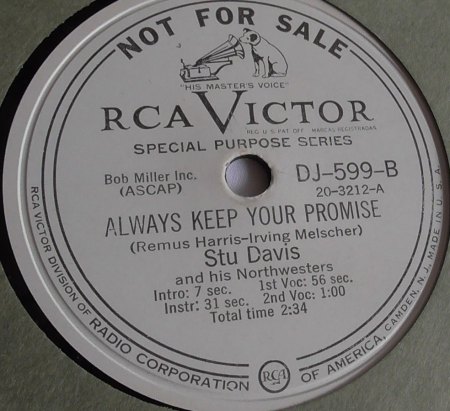 NOT FOR SALE
"HIS MASTER'S VOICE"
RCA VICTOR
REG. U.S. PAT. OFF. MARCAS REGISTRADAS
SPECIAL PURPOSE SERIES
Bob Miller Inc.
(ASCAP)
DJ-599-B
20-3212-A
ALWAYS KEEP YOUR PROMISE
(Remus Harris-Irving Melscher)
Stu Davis
and his Northwesters
Intro: 7 sec. 1st Voc: 56 sec.
Instr: 31 sec. 2nd Voc: 1:00
Total time 2:34
RCA VICTOR DIVISION OF RADIO CORPORATION OF AMERICA, CAMDEN, N.J. MADE IN U.S.A.
RCA